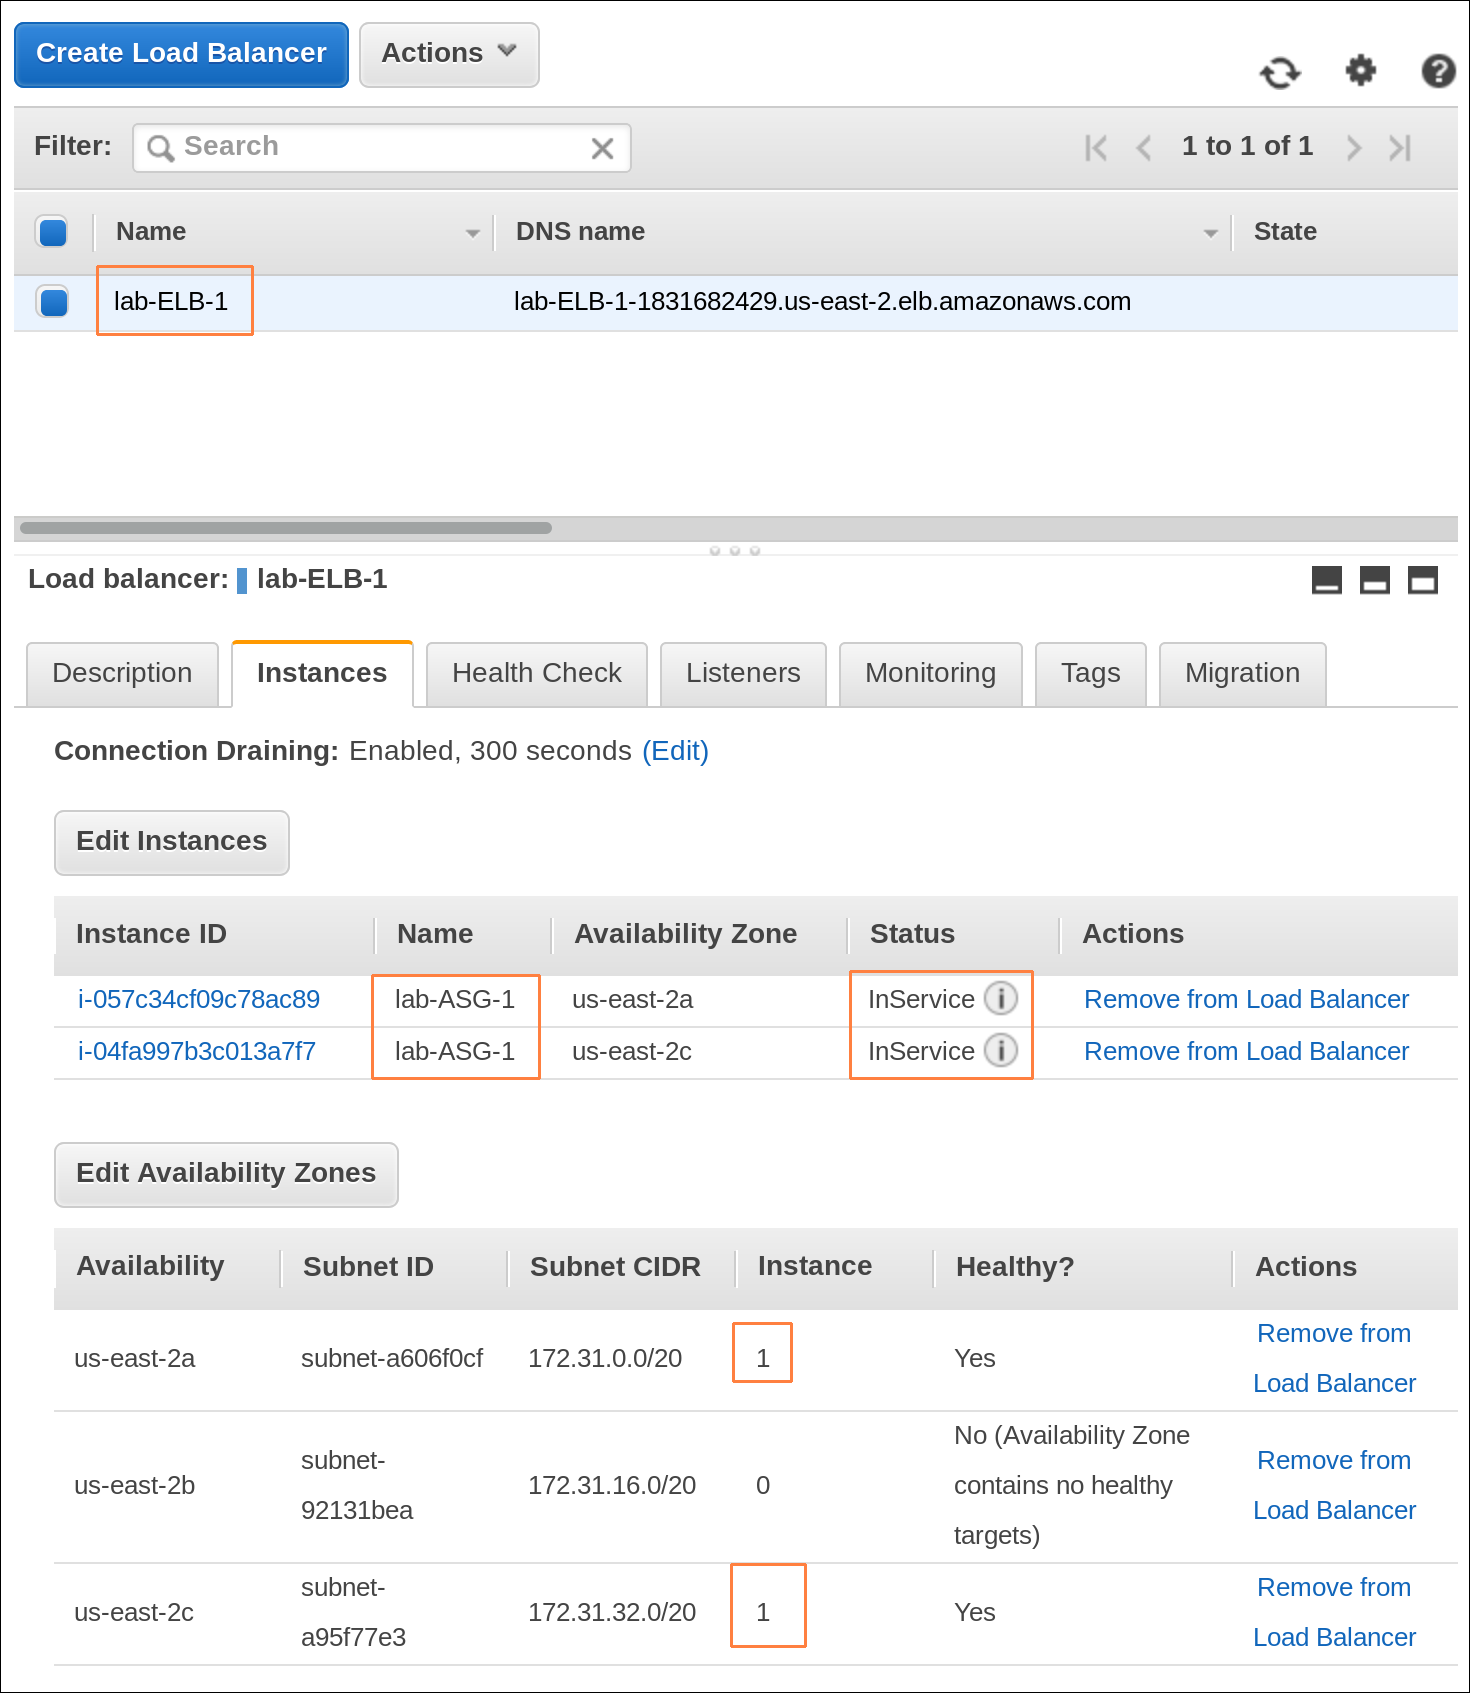 Create Load Balancer Actions
Filter: Search 1 to 1 of 1
Name DNS name State
lab-ELB-1 lab-ELB-1-1831682429.us-east-2.elb.amazonaws.com
Load balancer: lab-ELB-1
Description Instances Health Check Listeners Monitoring Tags Migration
Connection Draining: Enabled, 300 seconds (Edit)
Edit Instances
Instance ID Name Availability Zone Status Actions
i-057c34cf09c78ac89 lab-ASG-1 us-east-2a InService Remove from Load Balancer
i-04fa997b3c013a7f7 lab-ASG-1 us-east-2c InService Remove from Load Balancer
Edit Availability Zones
Availability Subnet ID Subnet CIDR Instance Healthy? Actions
us-east-2a subnet-a606f0cf 172.31.0.0/20 1 Yes Remove from
Load Balancer
us-east-2b subnet-
92131bea 172.31.16.0/20 0 No (Availability Zone
contains no healthy
targets) Remove from
Load Balancer
us-east-2c subnet-
a95f77e3 172.31.32.0/20 1 Yes Remove from
Load Balancer